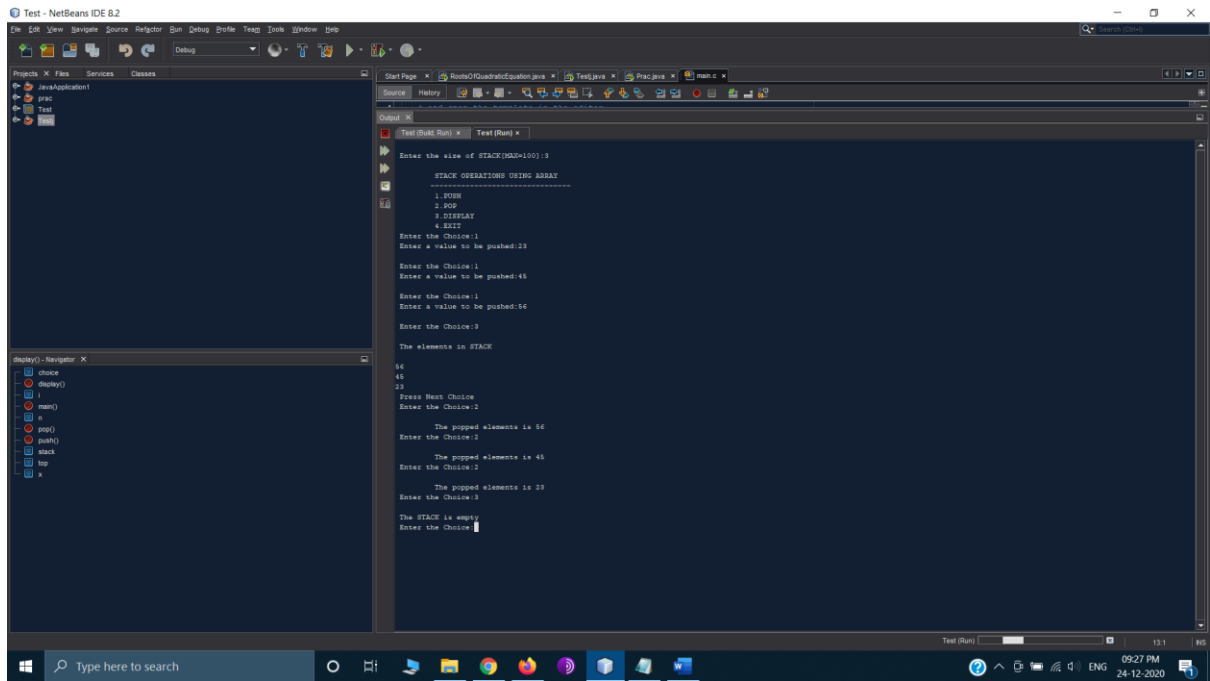 Test - NetBeans IDE 8.2
File Edit View Navigate Source Refactor Run Debug Profile Team Tools Window Help
Search (Ctrl+I)
Debug
Projects Files Services Classes
JavaApplication1
prac
Test
Testj
Start Page RootsOfQuadraticEquation.java Testj.java Prac.java main.c
Source History
Output
Test (Build, Run) Test (Run)
Enter the size of STACK[MAX=100]:3
STACK OPERATIONS USING ARRAY
--------------------------------
1.PUSH
2.POP
3.DISPLAY
4.EXIT
Enter the Choice:1
Enter a value to be pushed:23
Enter the Choice:1
Enter a value to be pushed:45
Enter the Choice:1
Enter a value to be pushed:56
Enter the Choice:3
The elements in STACK
56
45
23
Press Next Choice
Enter the Choice:2
The popped elements is 56
Enter the Choice:2
The popped elements is 45
Enter the Choice:2
The popped elements is 23
Enter the Choice:3
The STACK is empty
Enter the Choice:
display() - Navigator
choice
display()
i
main()
n
pop()
push()
stack
top
x
Test (Run)
13:1
INS
Type here to search
ENG
09:27 PM
24-12-2020
1